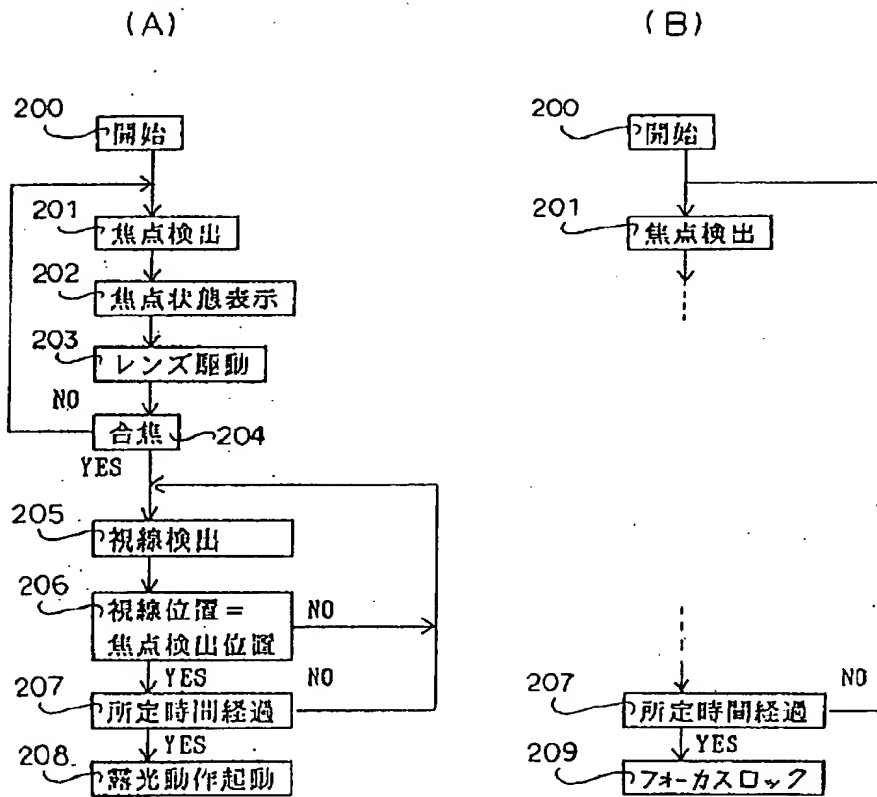 (A)
200
開始
201
焦点検出
202
焦点状態表示
203
レンズ駆動
NO
合焦
204
YES
205
視線検出
206
視線位置=
焦点検出位置
NO
YES
207
所定時間経過
NO
YES
208
露光動作起動
(B)
200
開始
201
焦点検出
207
所定時間経過
NO
YES
209
フォーカスロック